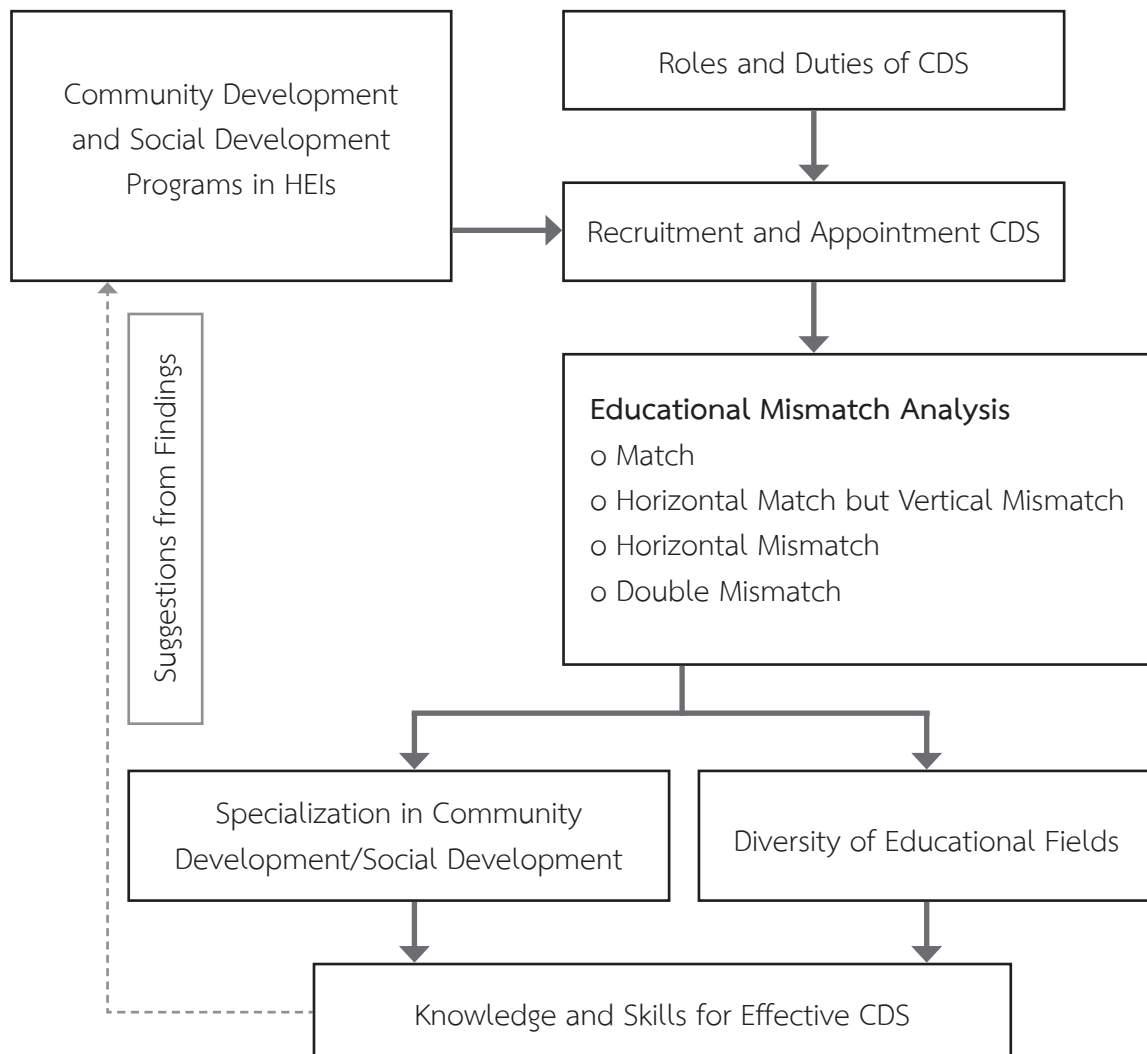 Community Development
and Social Development
Programs in HEIs
Roles and Duties of CDS
Recruitment and Appointment CDS
Suggestions from Findings
Educational Mismatch Analysis
o Match
o Horizontal Match but Vertical Mismatch
o Horizontal Mismatch
o Double Mismatch
Specialization in Community
Development/Social Development
Diversity of Educational Fields
Knowledge and Skills for Effective CDS